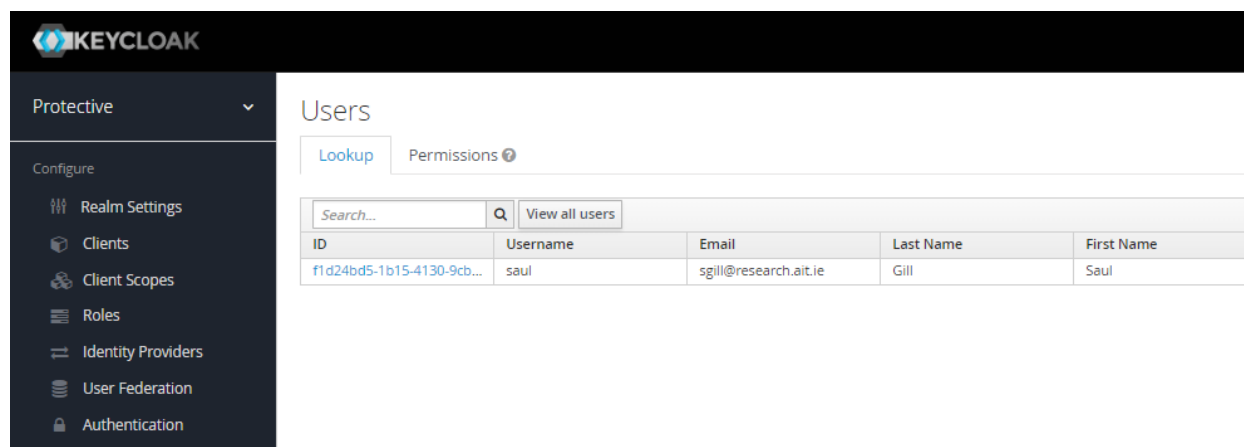 KEYCLOAK
Protective
Configure
Realm Settings
Clients
Client Scopes
Roles
Identity Providers
User Federation
Authentication
Users
Lookup Permissions ?
Search... View all users
ID Username Email Last Name First Name
f1d24bd5-1b15-4130-9cb... saul sgill@research.ait.ie Gill Saul